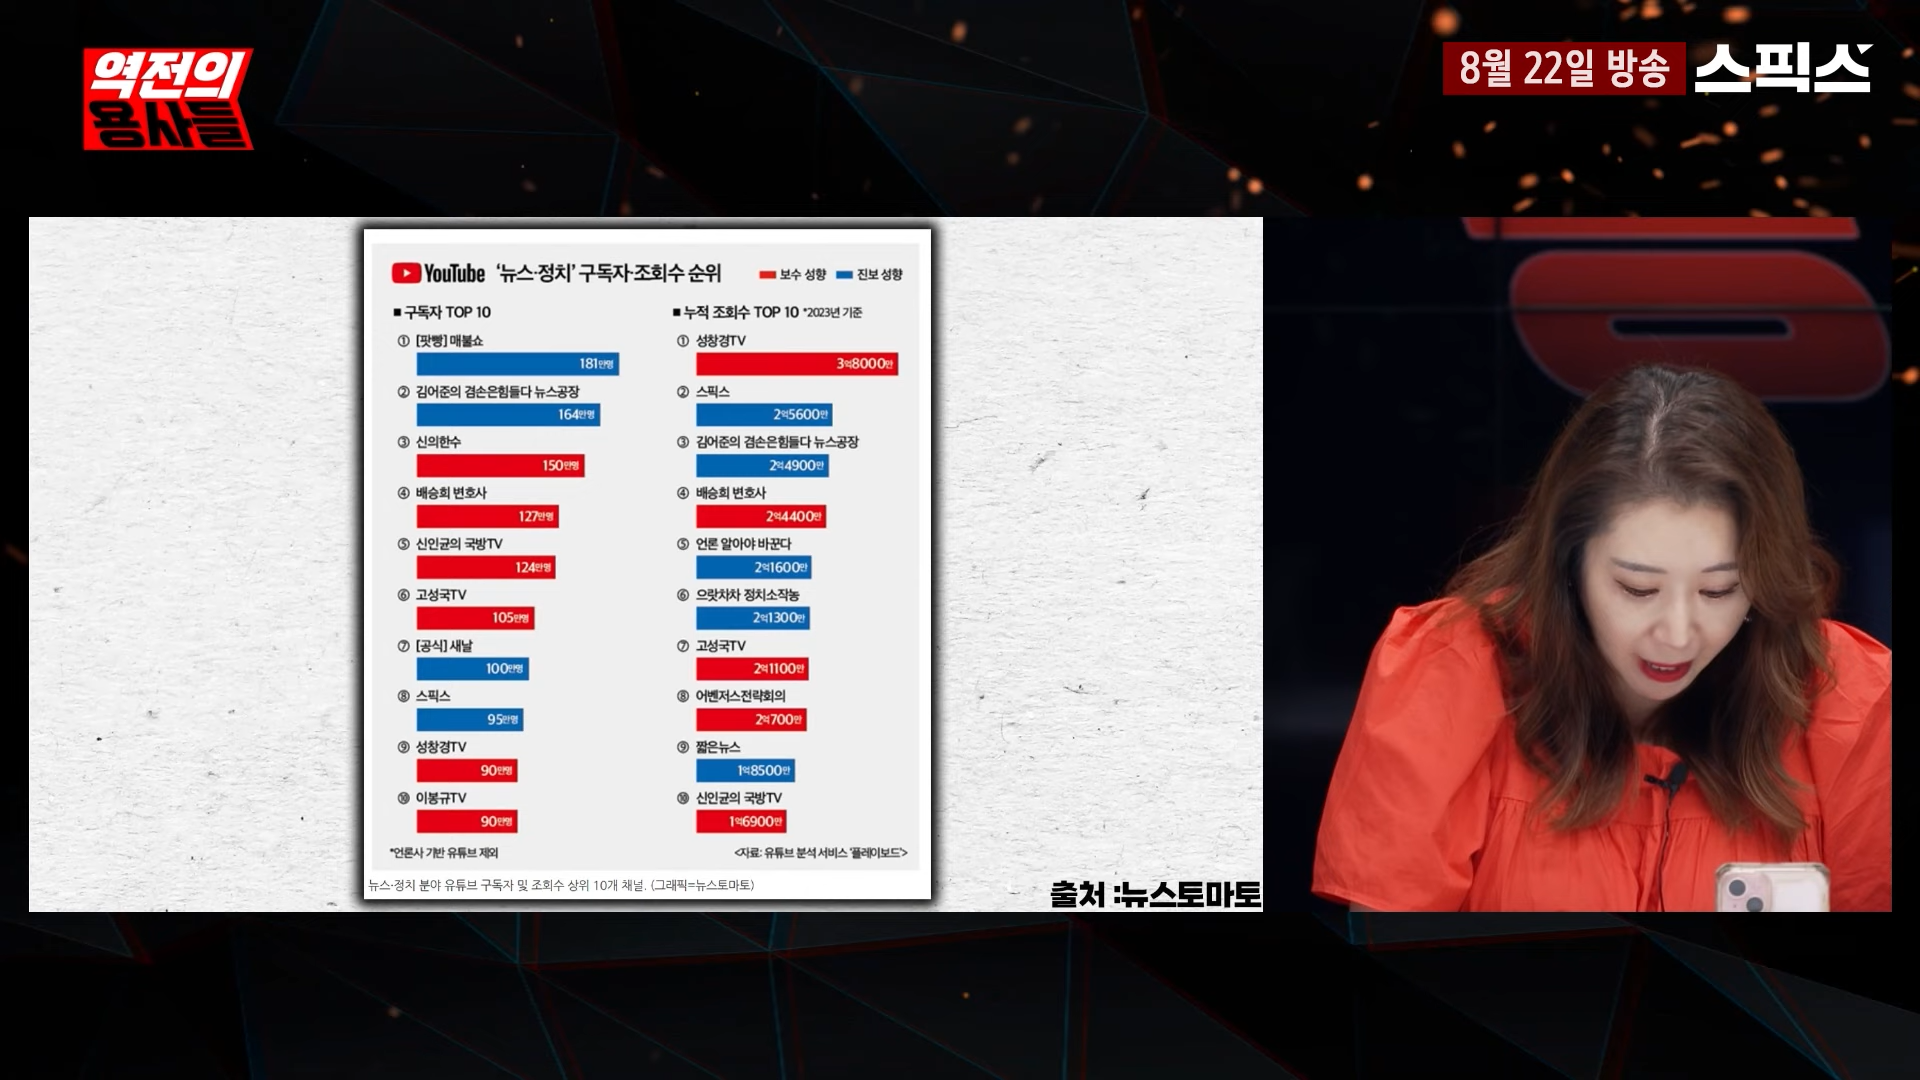 역전의
용사들
8월 22일 방송 스픽스
YouTube '뉴스·정치' 구독자·조회수 순위
보수 성향 진보 성향
■ 구독자 TOP 10
① [팟빵] 매불쇼
181만명
② 김어준의 겸손은힘들다 뉴스공장
164만명
③ 신의한수
150만명
④ 배승희 변호사
127만명
⑤ 신인균의 국방TV
124만명
⑥ 고성국TV
105만명
⑦ [공식] 새날
100만명
⑧ 스픽스
95만명
⑨ 성창경TV
90만명
⑩ 이봉규TV
90만명
*언론사 기반 유튜브 제외
■ 누적 조회수 TOP 10 *2023년 기준
① 성창경TV
3억8000만
② 스픽스
2억5600만
③ 김어준의 겸손은힘들다 뉴스공장
2억4900만
④ 배승희 변호사
2억4400만
⑤ 언론 알아야 바꾼다
2억1600만
⑥ 으랏차차 정치소작농
2억1300만
⑦ 고성국TV
2억1100만
⑧ 어벤저스전략회의
2억700만
⑨ 짧은뉴스
1억8500만
⑩ 신인균의 국방TV
1억6900만
<자료: 유튜브 분석 서비스 '플레이보드'>
뉴스·정치 분야 유튜브 구독자 및 조회수 상위 10개 채널. (그래픽=뉴스토마토)
출처 :뉴스토마토